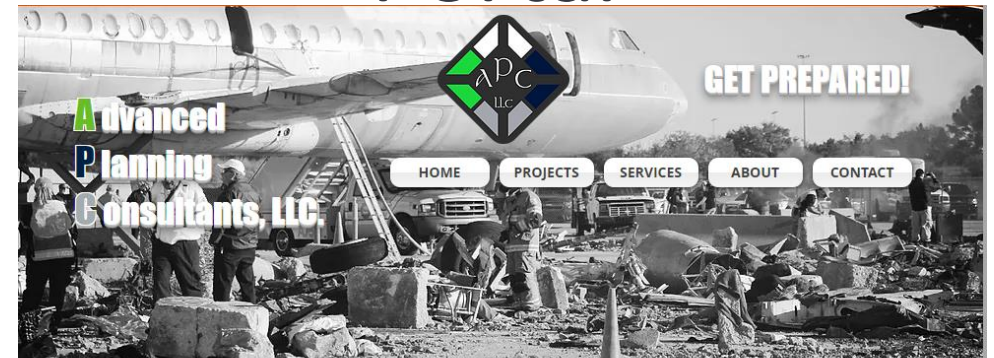 APC
LLC
GET PREPARED!
Advanced
Planning
Consultants, LLC.
HOME
PROJECTS
SERVICES
ABOUT
CONTACT